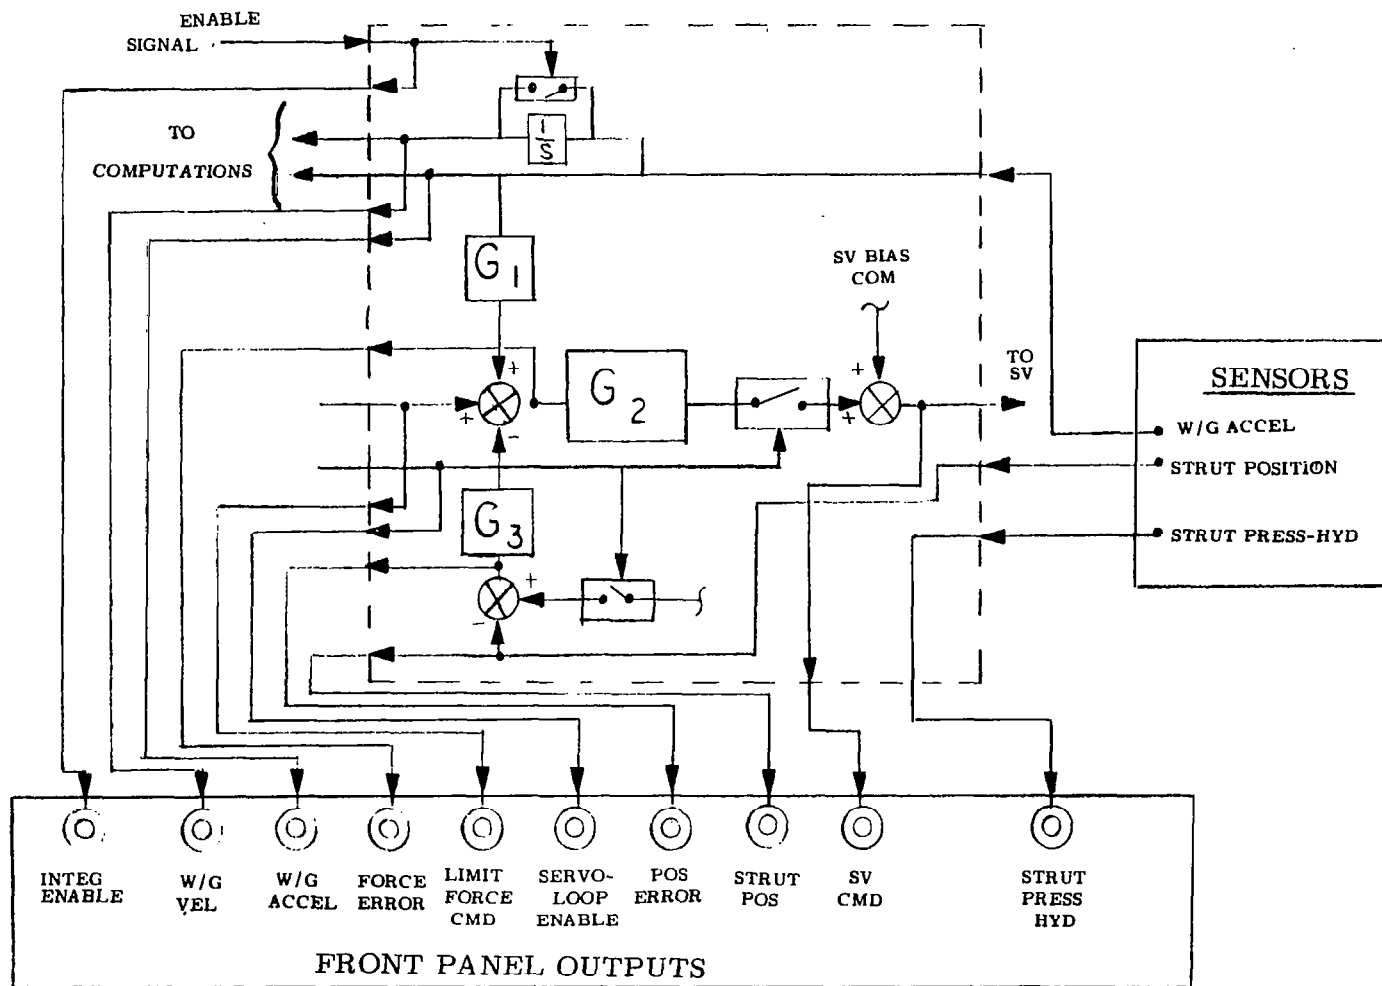 ENABLE
SIGNAL
TO
COMPUTATIONS
1
S
G1
SV BIAS
COM
+
+
-
G2
+
+
TO
SV
SENSORS
W/G ACCEL
STRUT POSITION
STRUT PRESS-HYD
G3
+
-
INTEG
ENABLE
W/G
VEL
W/G
ACCEL
FORCE
ERROR
LIMIT
FORCE
CMD
SERVO-
LOOP
ENABLE
POS
ERROR
STRUT
POS
SV
CMD
STRUT
PRESS
HYD
FRONT PANEL OUTPUTS